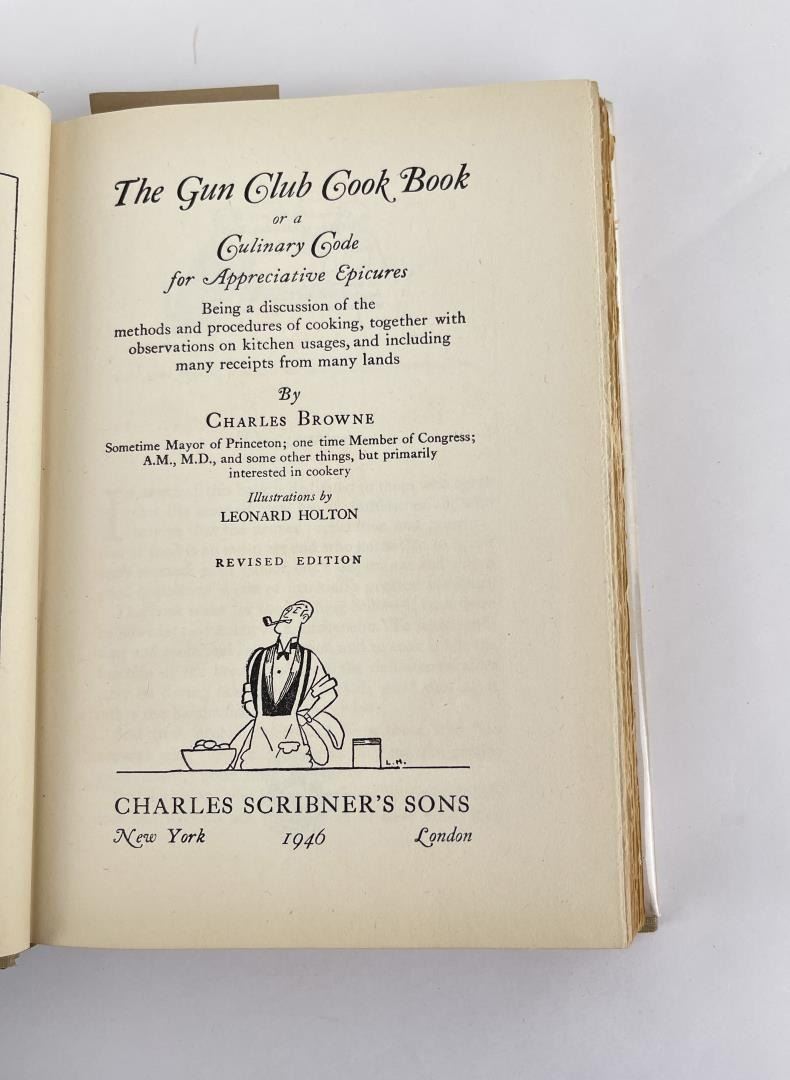 The Gun Club Cook Book
or a
Culinary Code
for Appreciative Epicures
Being a discussion of the
methods and procedures of cooking, together with
observations on kitchen usages, and including
many receipts from many lands
By
CHARLES BROWNE
Sometime Mayor of Princeton; one time Member of Congress;
A.M., M.D., and some other things, but primarily
interested in cookery
Illustrations by
LEONARD HOLTON
REVISED EDITION
L.H.
CHARLES SCRIBNER'S SONS
New York 1946 London